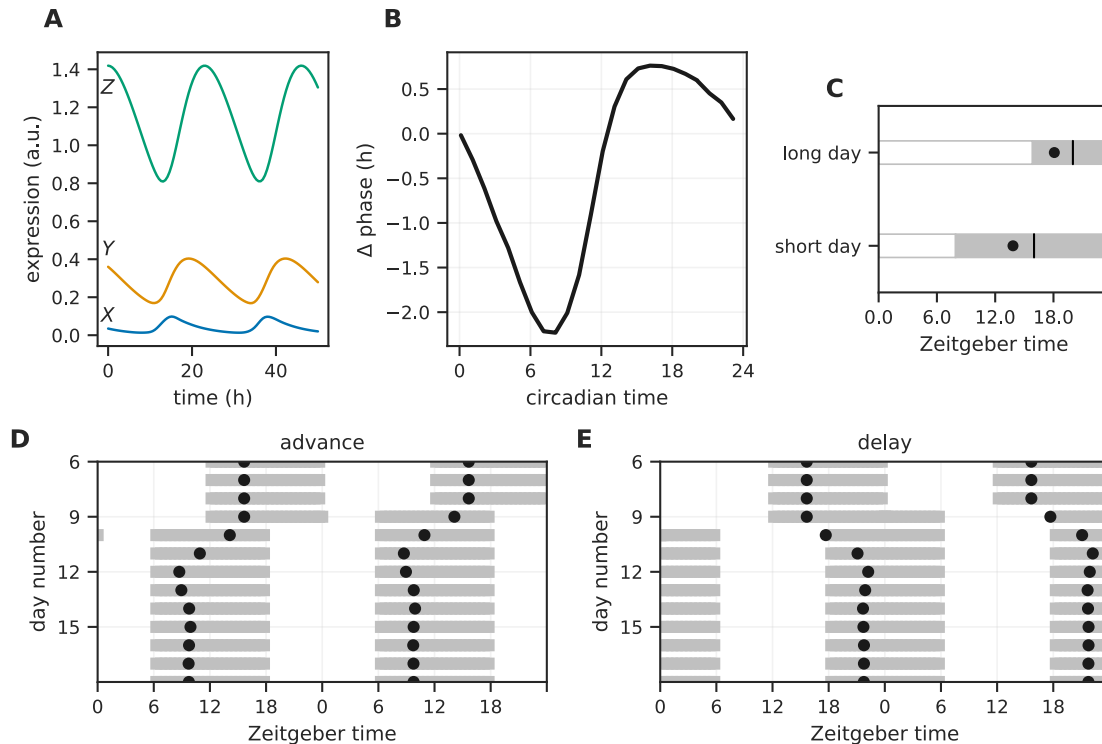 A
1.4
1.2
1.0
0.8
0.6
0.4
0.2
0.0
expression (a.u.)
Z
Y
X
0 20 40
time (h)
B
0.5
0.0
−0.5
−1.0
−1.5
−2.0
Δ phase (h)
0 6 12 18 24
circadian time
C
long day
short day
0.0 6.0 12.0 18.0
Zeitgeber time
D
advance
6
9
12
15
day number
0 6 12 18 0 6 12 18
Zeitgeber time
E
delay
6
9
12
15
day number
0 6 12 18 0 6 12 18
Zeitgeber time